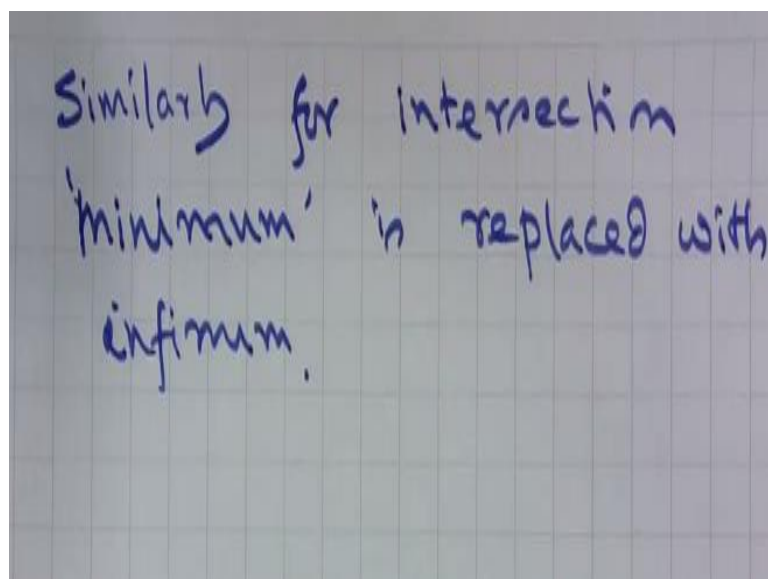 Similarly for intersection
'minimum' is replaced with
infimum.